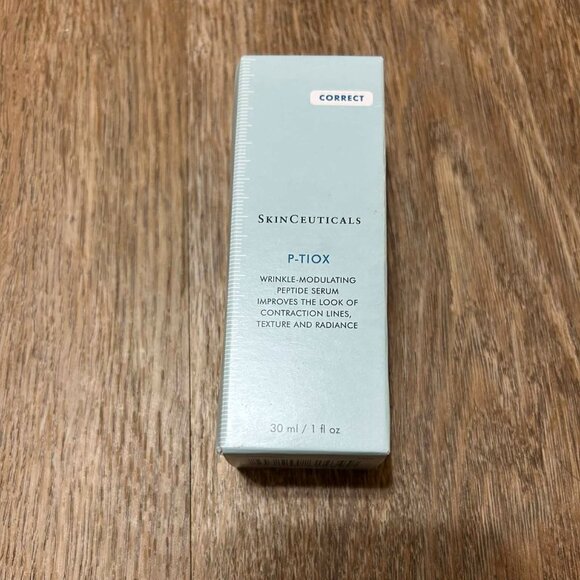 CORRECT
SKINCEUTICALS
P-TIOX
WRINKLE-MODULATING
PEPTIDE SERUM
IMPROVES THE LOOK OF
CONTRACTION LINES,
TEXTURE AND RADIANCE
30 ml / 1 fl oz